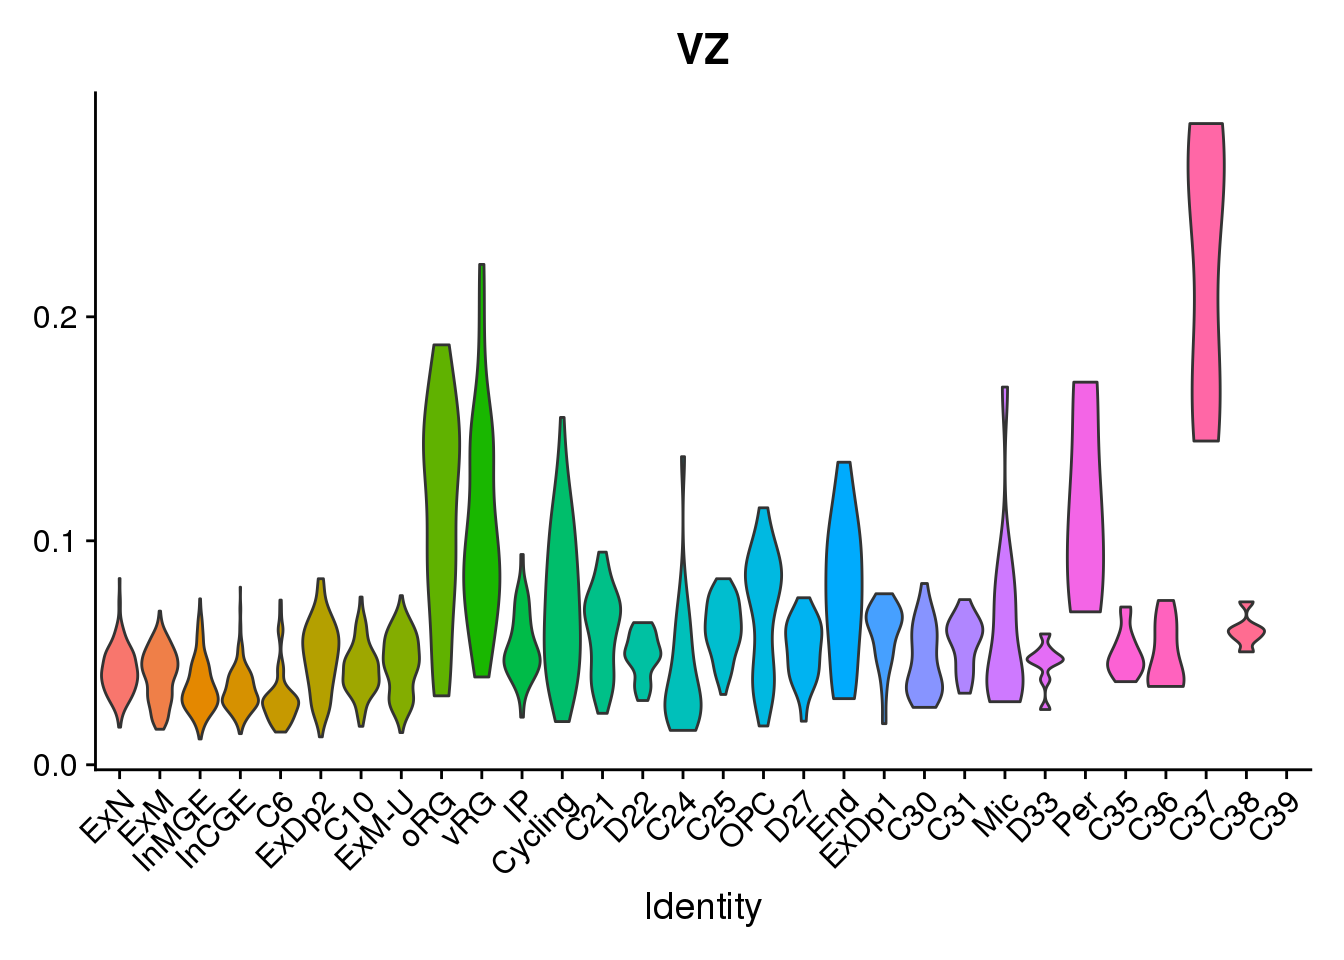 VZ
0.2
0.1
0.0
ExN
ExM
InMGE
InCGE
C6
ExDp2
C10
ExM-U
oRG
vRG
IP
Cycling
C21
D22
C24
C25
OPC
D27
End
ExDp1
C30
C31
Mic
D33
Per
C35
C36
C37
C38
C39
Identity